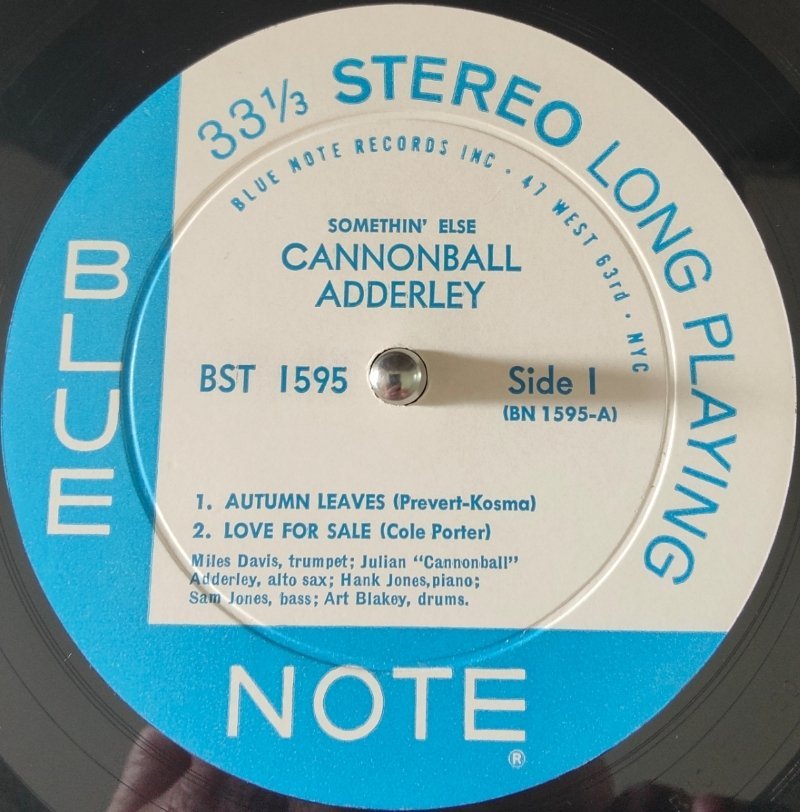 33⅓ STEREO LONG PLAYING
BLUE NOTE RECORDS INC · 47 WEST 63rd · NYC
SOMETHIN' ELSE
CANNONBALL
ADDERLEY
BST 1595
Side 1
(BN 1595-A)
1. AUTUMN LEAVES (Prevert-Kosma)
2. LOVE FOR SALE (Cole Porter)
Miles Davis, trumpet; Julian "Cannonball"
Adderley, alto sax; Hank Jones,piano;
Sam Jones, bass; Art Blakey, drums.
BLUE
NOTE
®